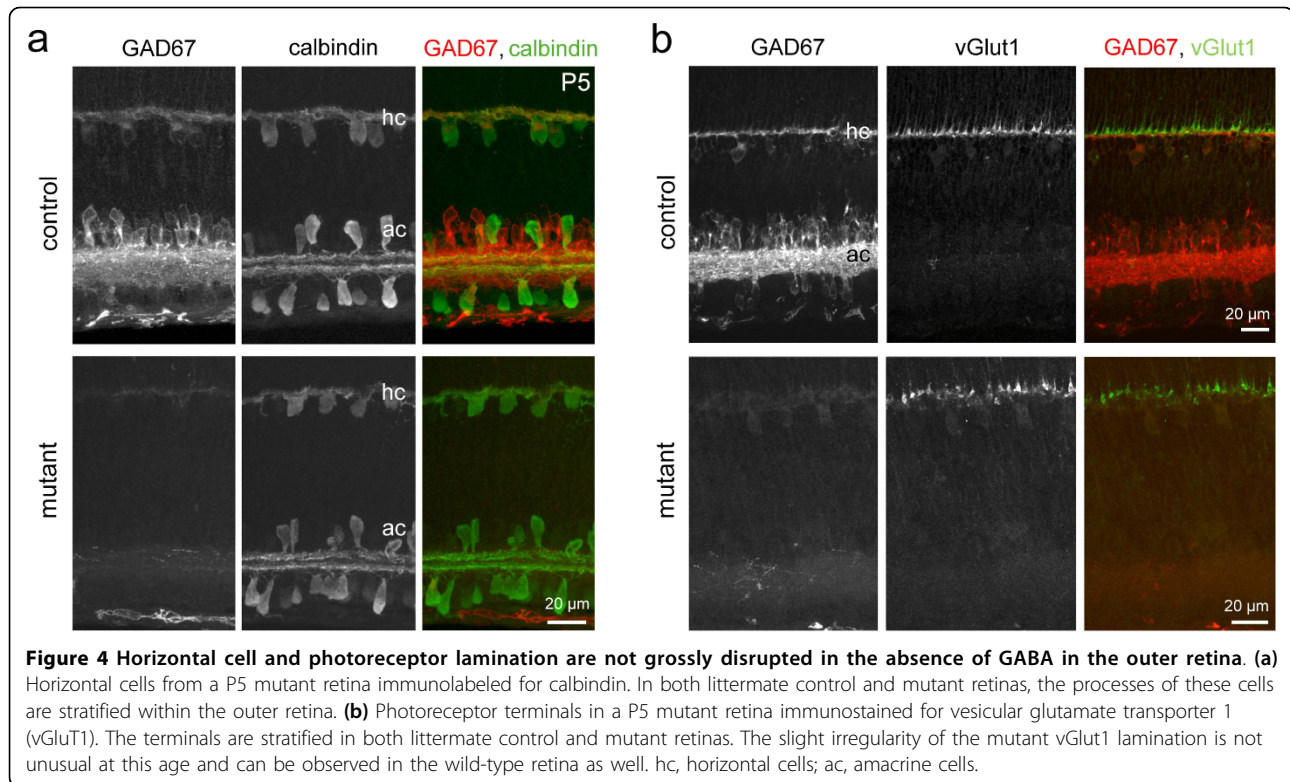 a
GAD67 calbindin GAD67, calbindin
P5
hc
control
ac
hc
mutant
ac
20 µm
b
GAD67 vGlut1 GAD67, vGlut1
hc
control
ac
20 µm
mutant
20 µm
Figure 4 Horizontal cell and photoreceptor lamination are not grossly disrupted in the absence of GABA in the outer retina. (a)
Horizontal cells from a P5 mutant retina immunolabeled for calbindin. In both littermate control and mutant retinas, the processes of these cells
are stratified within the outer retina. (b) Photoreceptor terminals in a P5 mutant retina immunostained for vesicular glutamate transporter 1
(vGluT1). The terminals are stratified in both littermate control and mutant retinas. The slight irregularity of the mutant vGlut1 lamination is not
unusual at this age and can be observed in the wild-type retina as well. hc, horizontal cells; ac, amacrine cells.